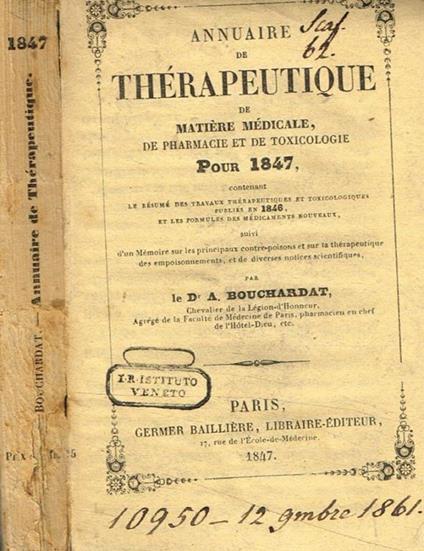 1847
BOUCHARDAT. — Annuaire de Thérapeutique.
ANNUAIRE
62.
DE
THÉRAPEUTIQUE
DE
MATIÈRE MÉDICALE,
DE PHARMACIE ET DE TOXICOLOGIE
POUR 1847,
contenant
LE RÉSUMÉ DES TRAVAUX THÉRAPEUTIQUES ET TOXICOLOGIQUES
PUBLIÉS EN 1846,
ET LES FORMULES DES MÉDICAMENTS NOUVEAUX,
suivi
d'un Mémoire sur les principaux contre-poisons et sur la thérapeutique
des empoisonnements, et de diverses notices scientifiques,
PAR
le Dr A. BOUCHARDAT,
Chevalier de la Légion-d'Honneur,
Agrégé de la Faculté de Médecine de Paris, pharmacien en chef
de l'Hôtel-Dieu, etc.
I·R·ISTITUTO
VENETO
PARIS,
GERMER BAILLIÈRE, LIBRAIRE-ÉDITEUR,
17, rue de l'École-de-Médecine.
1847.
10950 - 12 9mbre 1861.